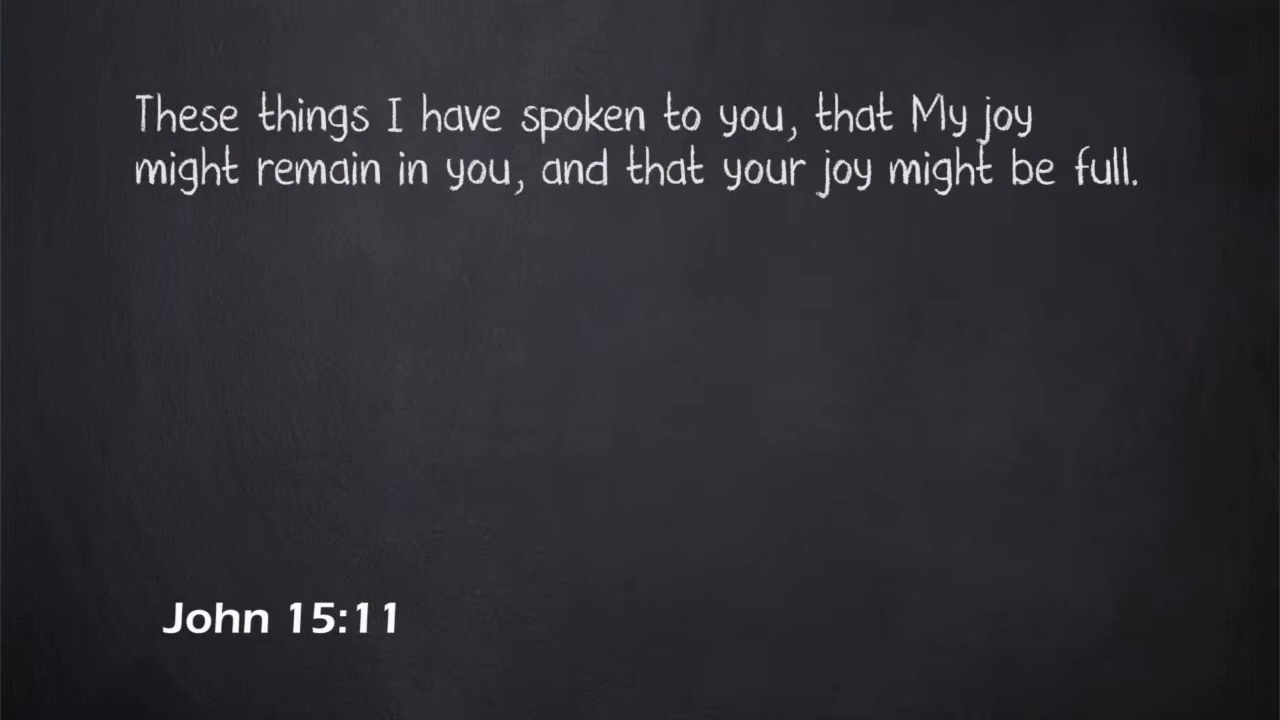 These things I have spoken to you, that My joy
might remain in you, and that your joy might be full.
John 15:11